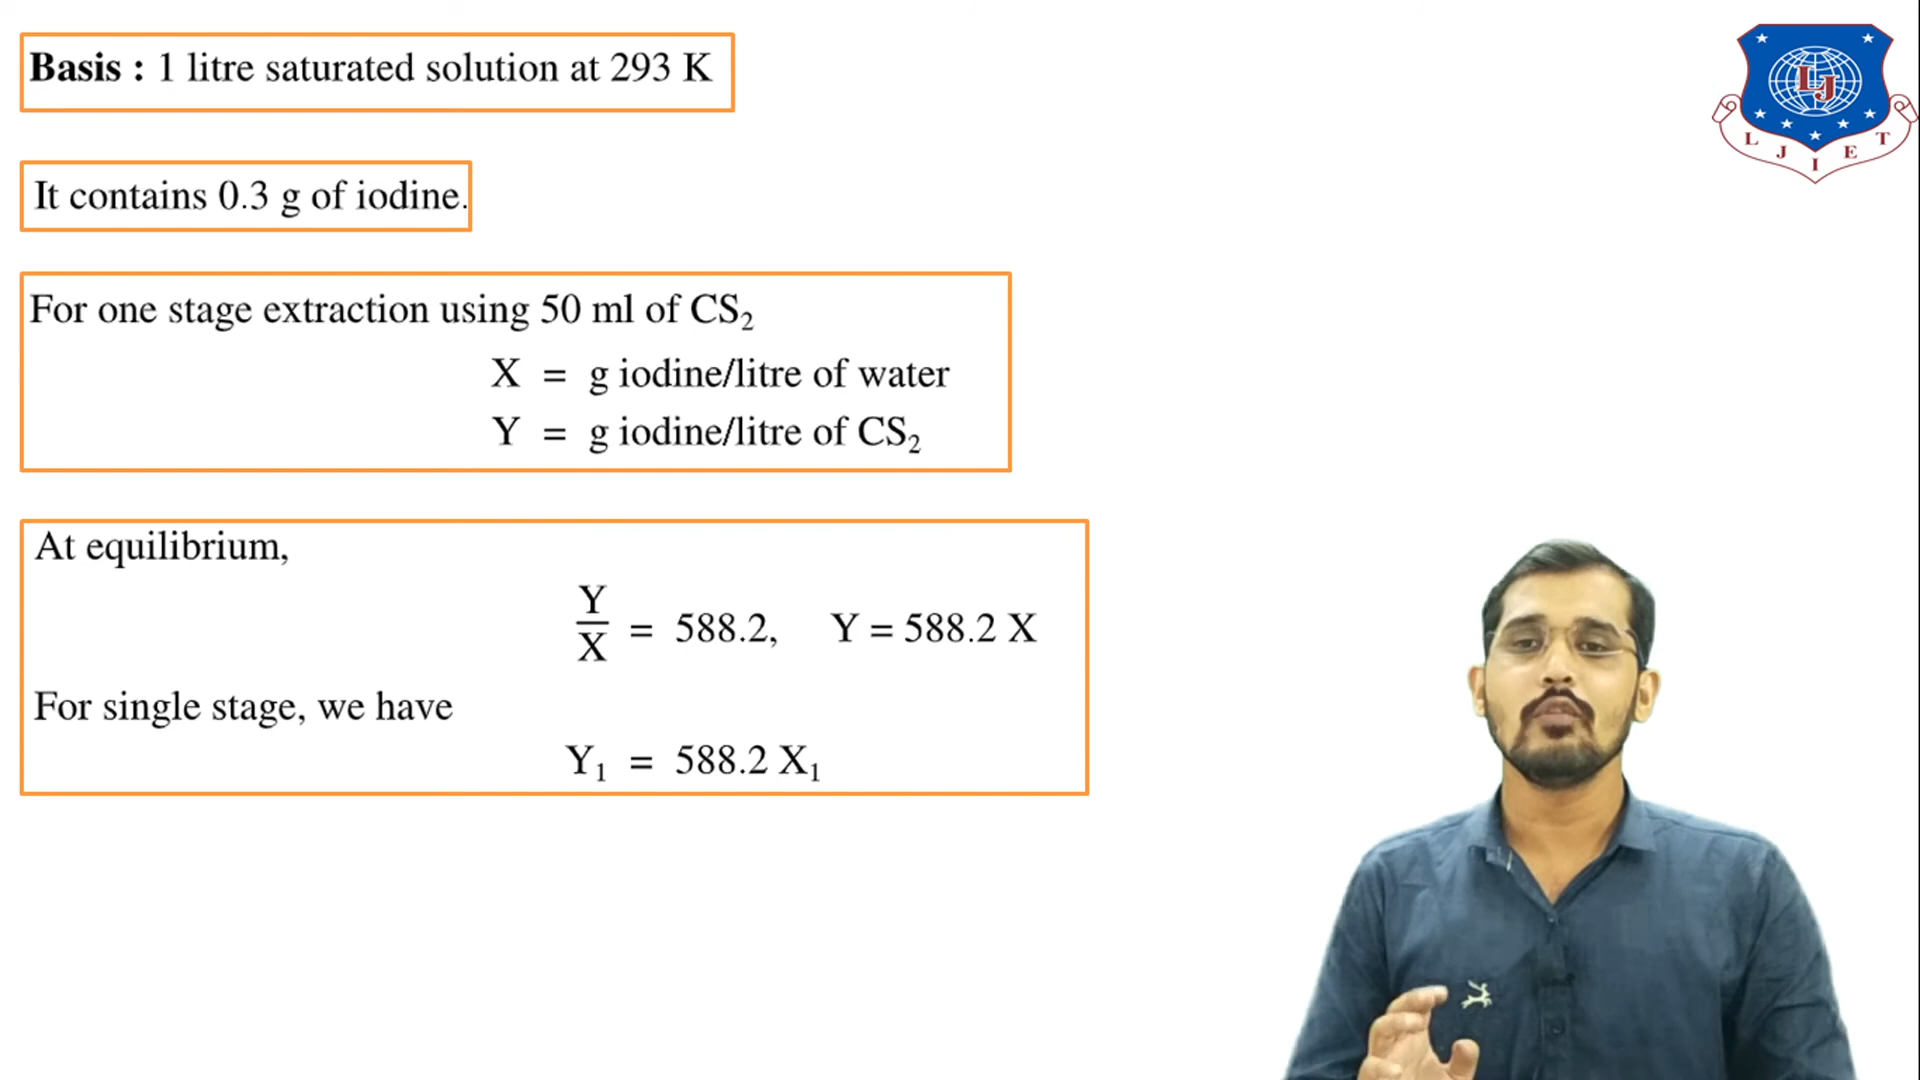 Basis : 1 litre saturated solution at 293 K
It contains 0.3 g of iodine.
For one stage extraction using 50 ml of CS₂
X = g iodine/litre of water
Y = g iodine/litre of CS₂
At equilibrium,
Y/X = 588.2, Y = 588.2 X
For single stage, we have
Y₁ = 588.2 X₁
LJ
L J I E T